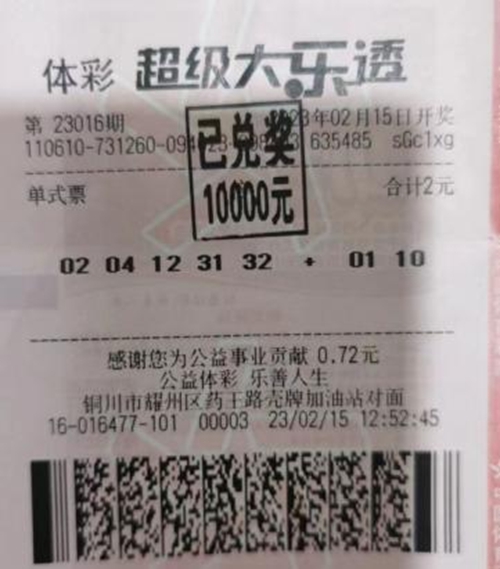 体彩 超级大乐透
第 23016期 2023年02月15日开奖
110610-731260-094 635485 sGc1xg
已兑奖
10000元
单式票 合计2元
02 04 12 31 32 + 01 10
感谢您为公益事业贡献 0.72元
公益体彩 乐善人生
铜川市耀州区药王路壳牌加油站对面
16-016477-101 00003 23/02/15 12:52:45